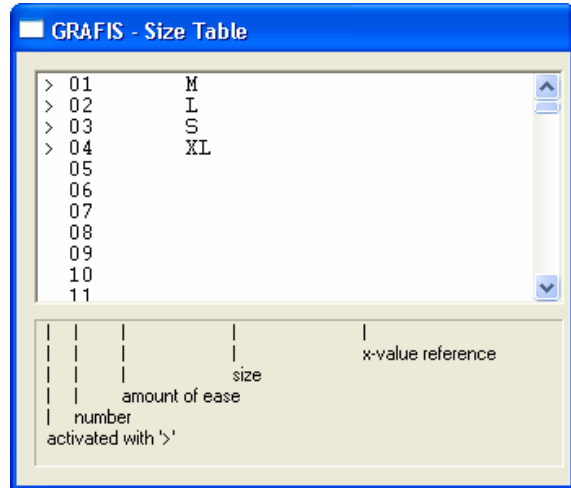 GRAFIS - Size Table
> 01 M
> 02 L
> 03 S
> 04 XL
05
06
07
08
09
10
11
| | | | |
| | | | x-value reference
| | | size
| | amount of ease
| number
activated with '>'